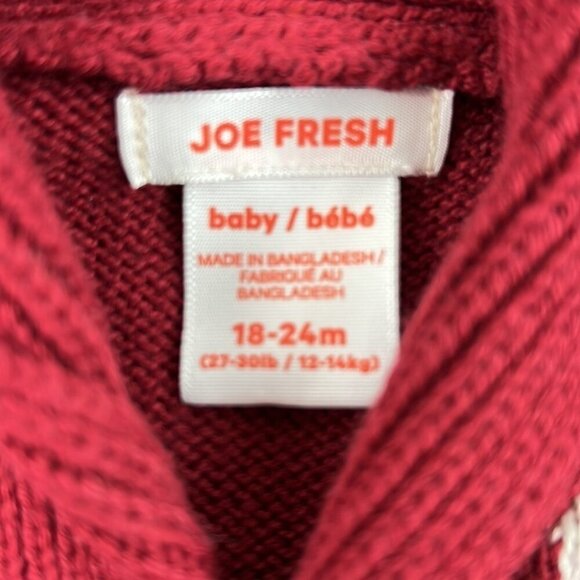 JOE FRESH
baby / bébé
MADE IN BANGLADESH /
FABRIQUÉ AU
BANGLADESH
18-24m
(27-30lb / 12-14kg)